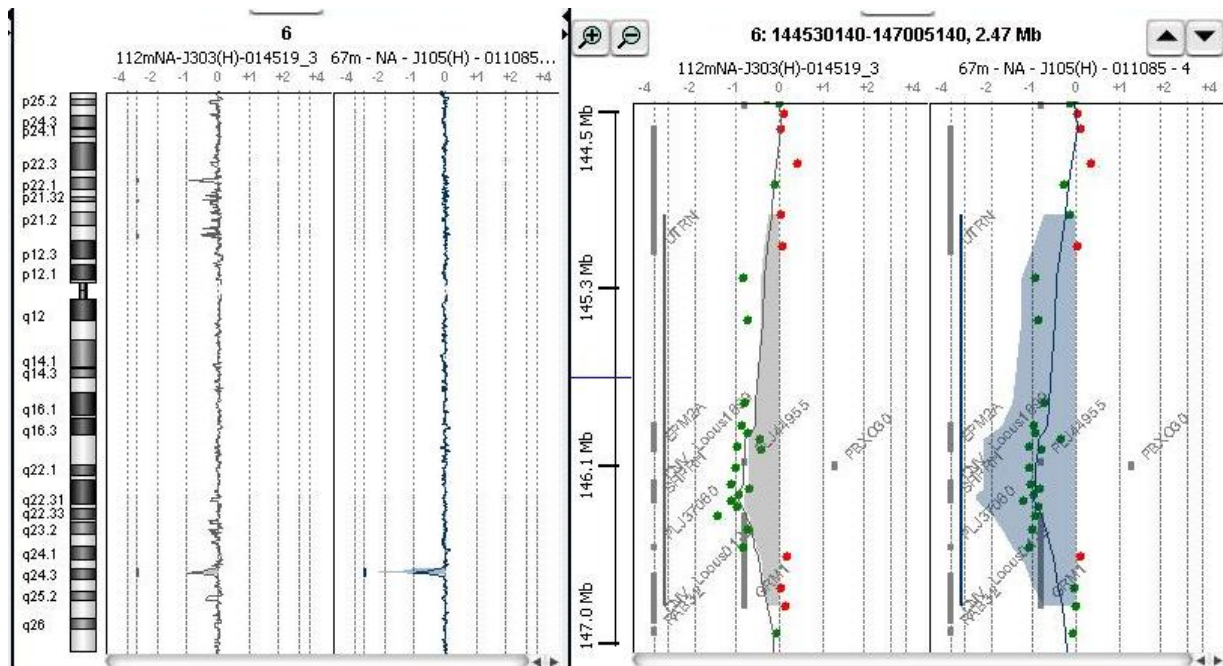 6
112mNA-J303(H)-014519_3 67m - NA - J105(H) - 011085...
-4 -2 -1 0 +1 +2 +4 -4 -2 -1 0 +1 +2 +4
p25.2
p24.3
p24.1
p22.3
p22.1
p21.32
p21.2
p12.3
p12.1
q12
q14.1
q14.3
q16.1
q16.3
q22.1
q22.31
q22.33
q23.2
q24.1
q24.3
q25.2
q26
6: 144530140-147005140, 2.47 Mb
112mNA-J303(H)-014519_3 67m - NA - J105(H) - 011085 - 4
-4 -2 -1 0 +1 +2 +4 -4 -2 -1 0 +1 +2 +4
144.5 Mb
145.3 Mb
146.1 Mb
147.0 Mb
UTRN
EPM2A
SHPRH
FLJ37060
RAB32
FLJ44955
GRM1
PBXO30
UTRN
EPM2A
SHPRH
FLJ37060
RAB32
FLJ44955
GRM1
PBXO30